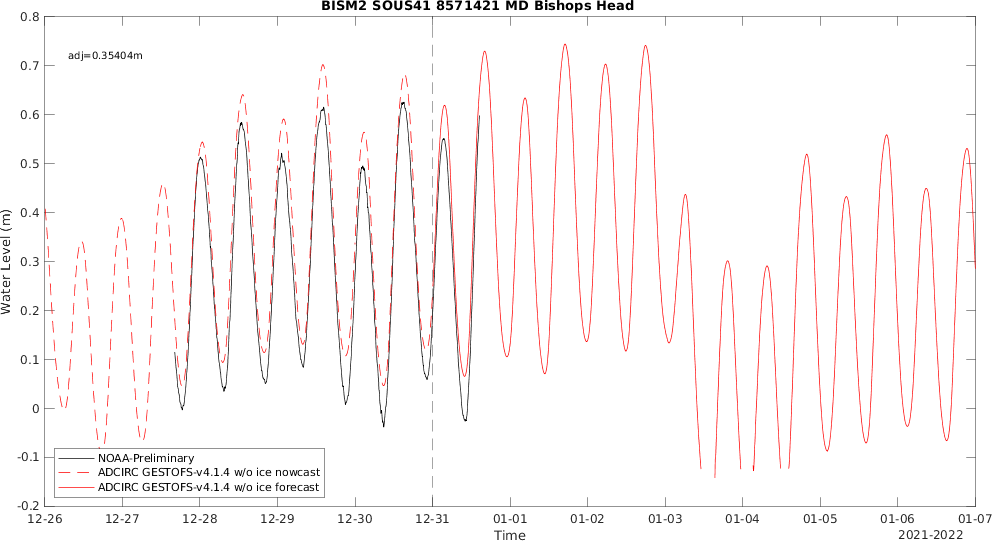 BISM2 SOUS41 8571421 MD Bishops Head
adj=0.35404m
0.8
0.7
0.6
0.5
0.4
0.3
0.2
0.1
0
-0.1
-0.2
Water Level (m)
NOAA-Preliminary
ADCIRC GESTOFS-v4.1.4 w/o ice nowcast
ADCIRC GESTOFS-v4.1.4 w/o ice forecast
12-26 12-27 12-28 12-29 12-30 12-31 01-01 01-02 01-03 01-04 01-05 01-06 01-07
Time
2021-2022